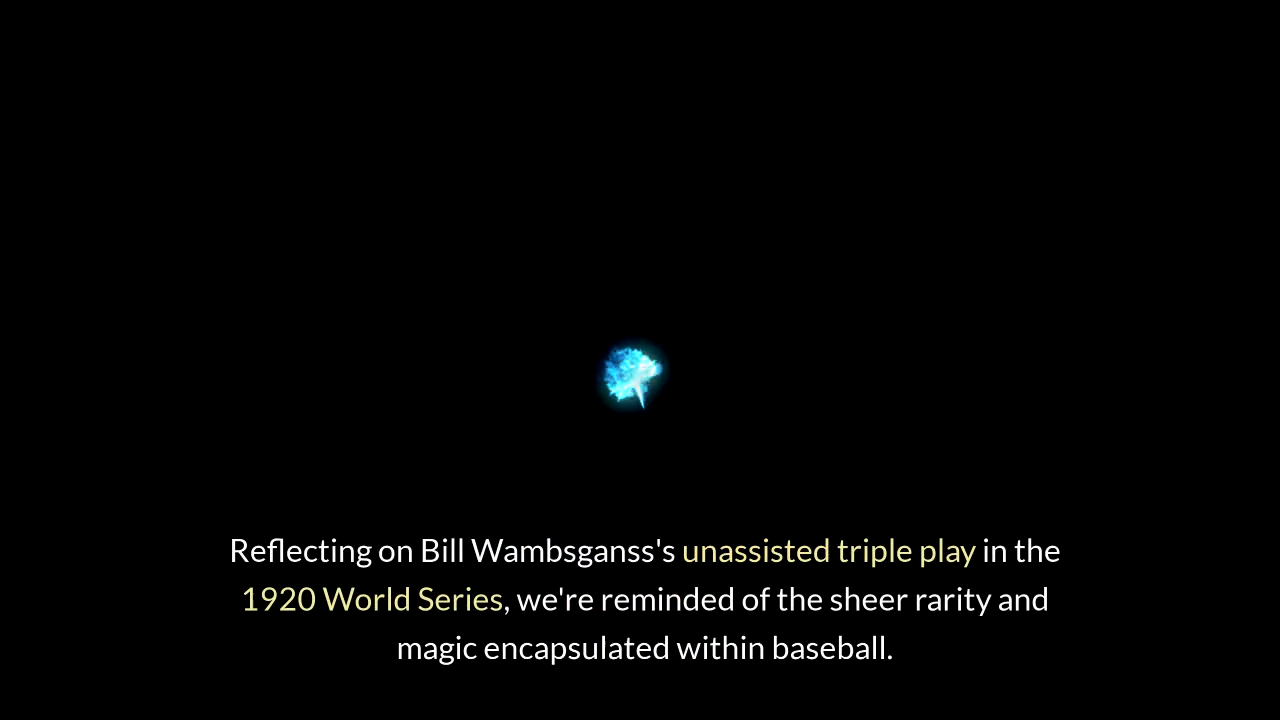 Reflecting on Bill Wambsganss's unassisted triple play in the
1920 World Series, we're reminded of the sheer rarity and
magic encapsulated within baseball.